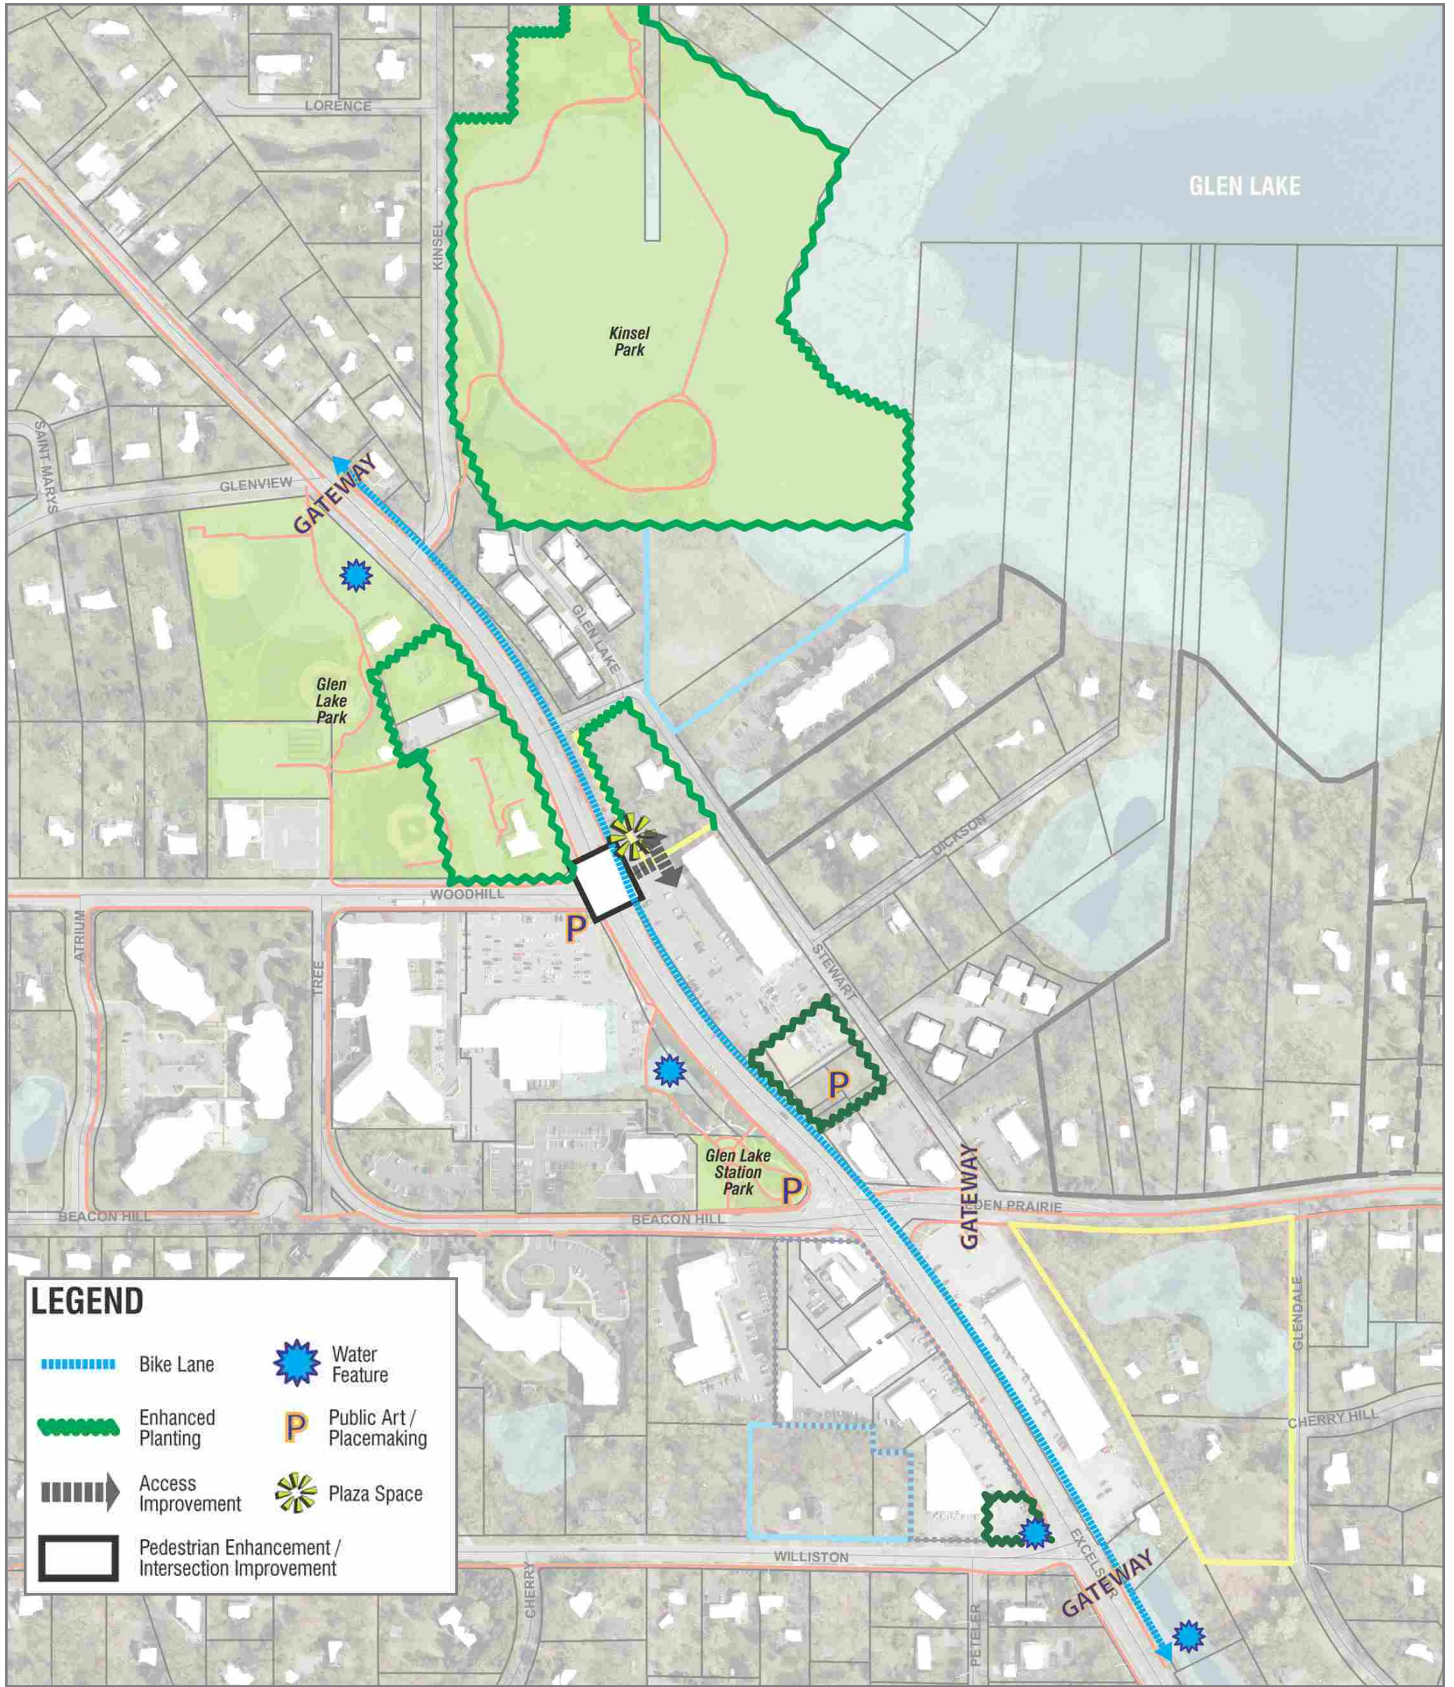 LORENCE
GLEN LAKE
KINSEL
Kinsel
Park
SAINT MARYS
GLENVIEW
GATEWAY
GLEN LAKE
Glen
Lake
Park
DICKSON
WOODHILL
P
ATRIUM
TREE
STEWART
P
Glen Lake
Station
Park
P
GATEWAY
EDEN PRAIRIE
BEACON HILL
BEACON HILL
GLENDALE
CHERRY HILL
LEGEND
Bike Lane
Water
Feature
Enhanced
Planting
P
Public Art /
Placemaking
Access
Improvement
Plaza Space
Pedestrian Enhancement /
Intersection Improvement
WILLISTON
EXCELSIOR
GATEWAY
CHERRY
PETELER